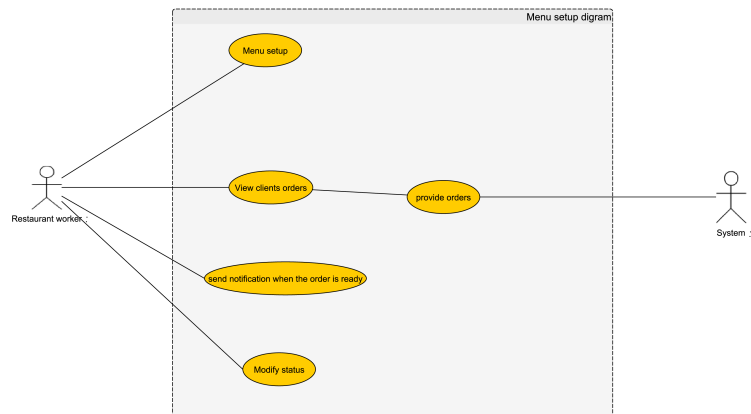 Menu setup digram
Menu setup
View clients orders
provide orders
Restaurant worker :
System :
send notification when the order is ready
Modify status